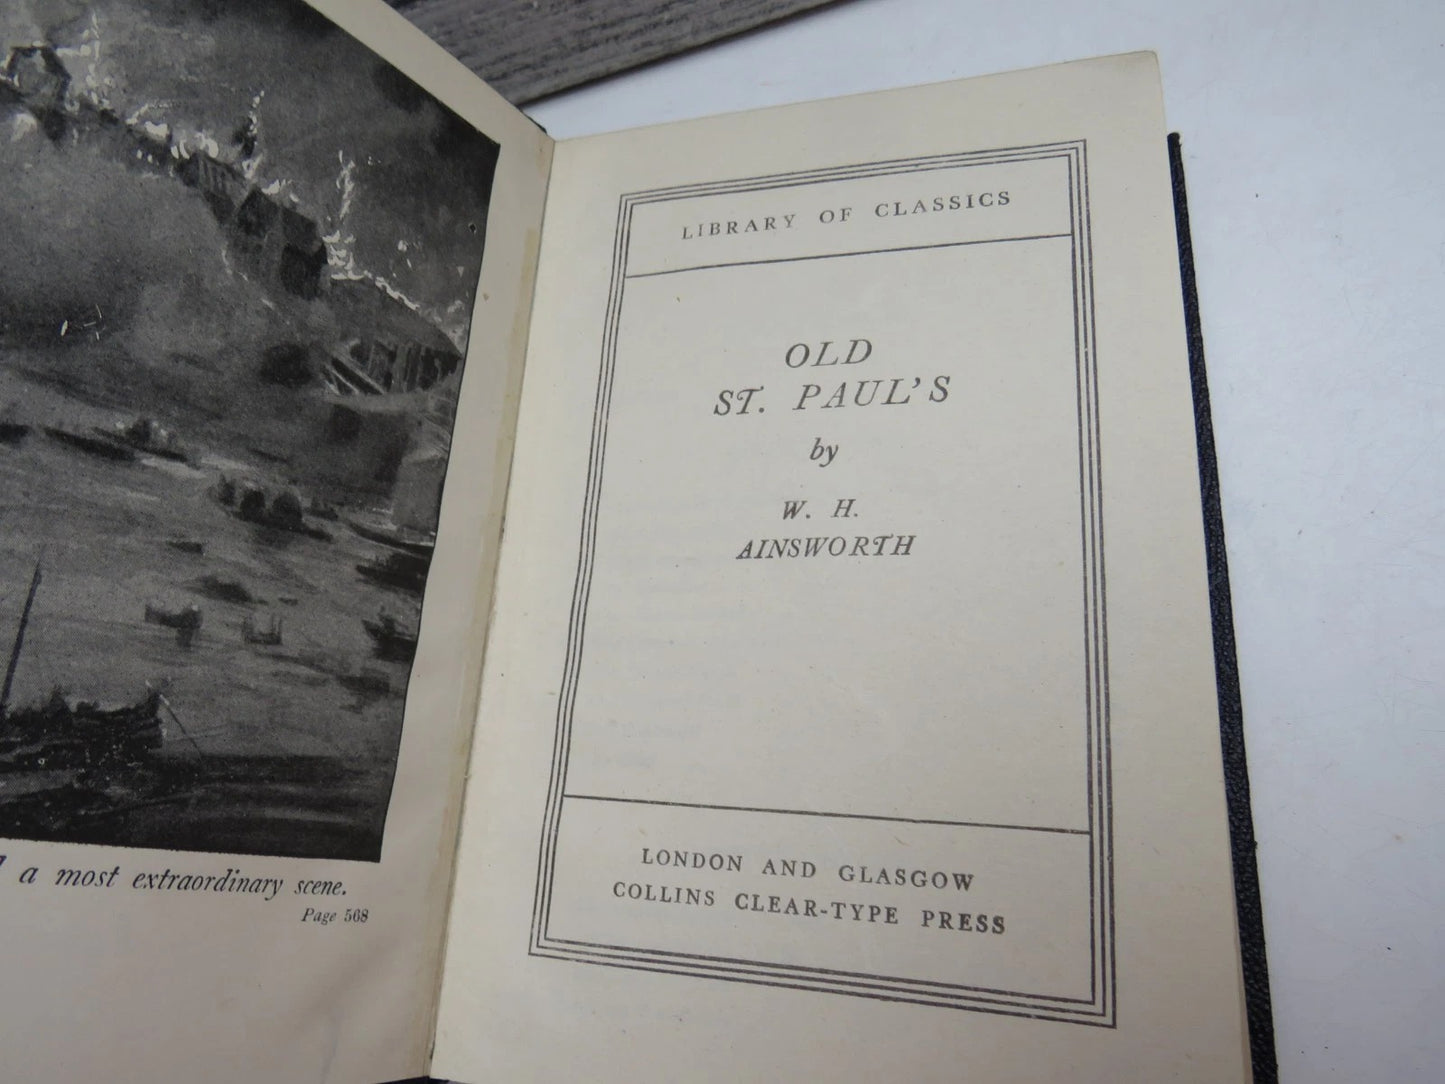 a most extraordinary scene.
Page 568
LIBRARY OF CLASSICS
OLD
ST. PAUL'S
by
W. H.
AINSWORTH
LONDON AND GLASGOW
COLLINS CLEAR-TYPE PRESS